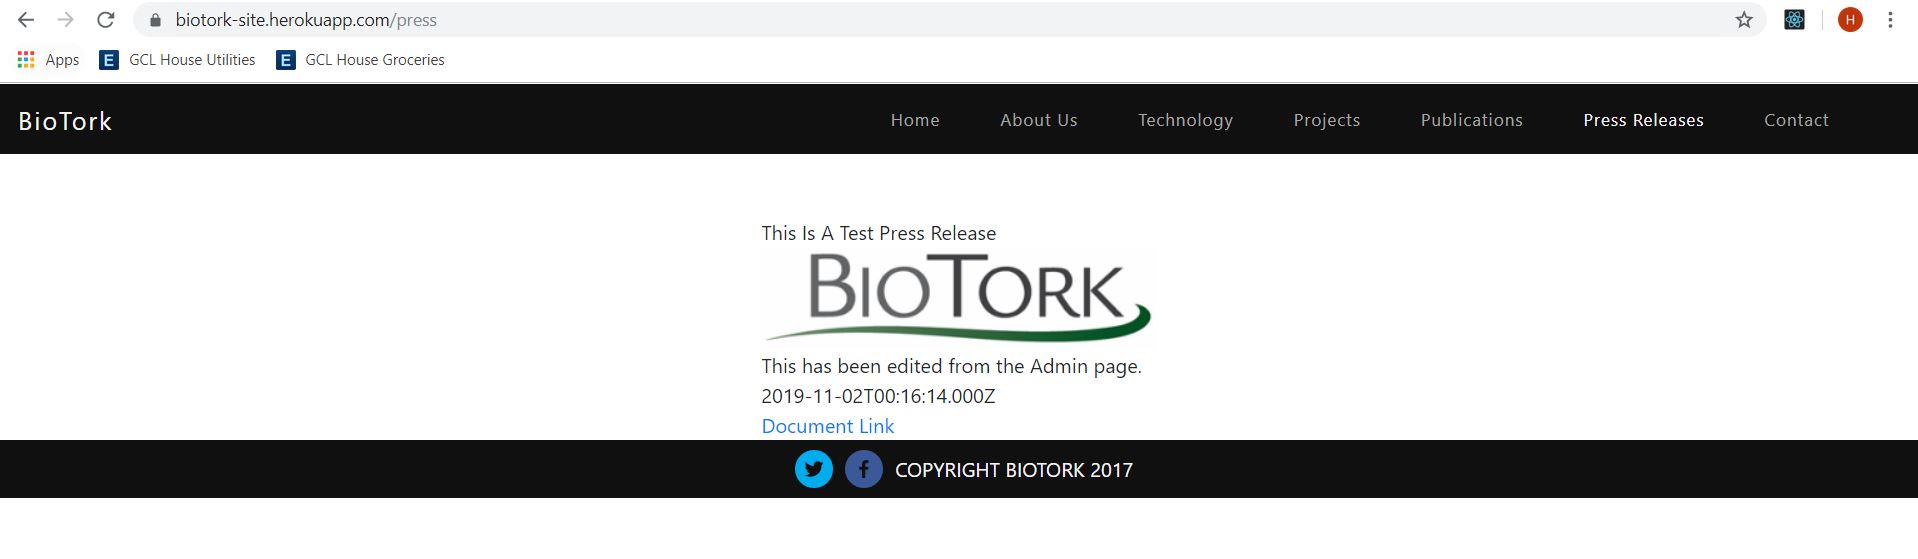 biotork-site.herokuapp.com/press
H
Apps E GCL House Utilities E GCL House Groceries
BioTork Home About Us Technology Projects Publications Press Releases Contact
This Is A Test Press Release
BIOTORK
This has been edited from the Admin page.
2019-11-02T00:16:14.000Z
Document Link
COPYRIGHT BIOTORK 2017